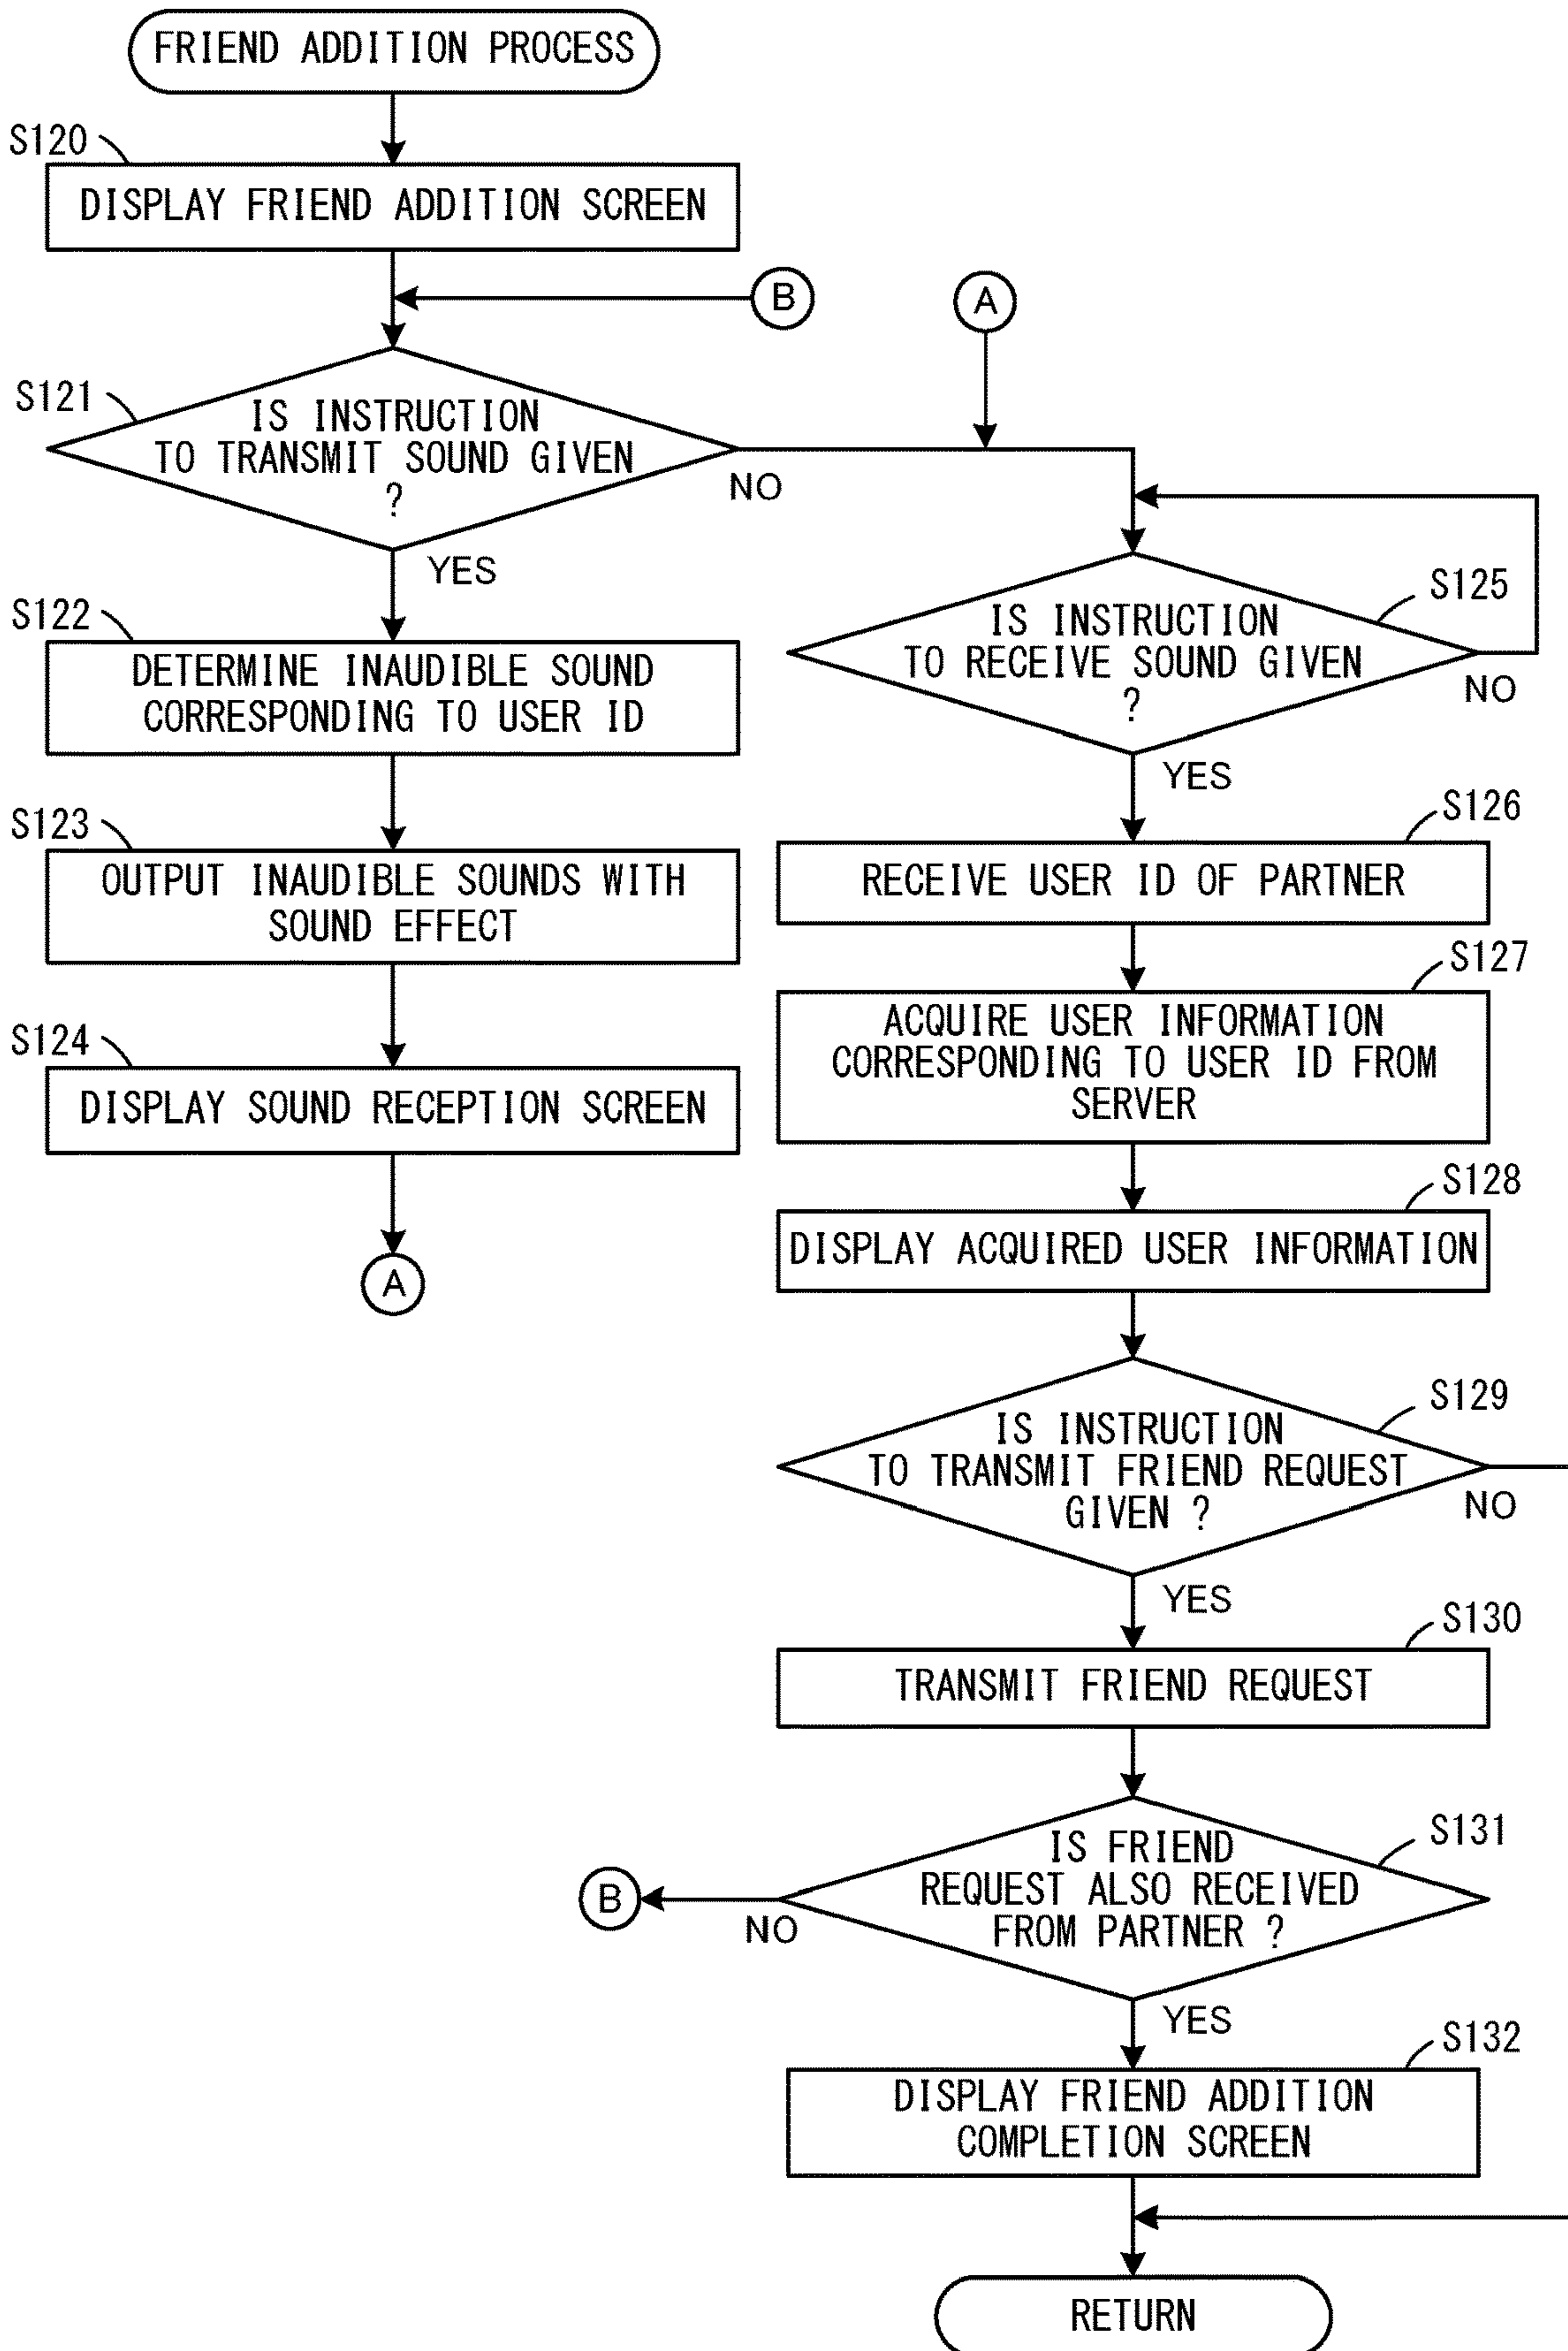 FRIEND ADDITION PROCESS
S120
DISPLAY FRIEND ADDITION SCREEN
B
S121
IS INSTRUCTION
TO TRANSMIT SOUND GIVEN
?
NO
YES
S122
DETERMINE INAUDIBLE SOUND
CORRESPONDING TO USER ID
S123
OUTPUT INAUDIBLE SOUNDS WITH
SOUND EFFECT
S124
DISPLAY SOUND RECEPTION SCREEN
A
A
S125
IS INSTRUCTION
TO RECEIVE SOUND GIVEN
?
NO
YES
S126
RECEIVE USER ID OF PARTNER
S127
ACQUIRE USER INFORMATION
CORRESPONDING TO USER ID FROM
SERVER
S128
DISPLAY ACQUIRED USER INFORMATION
S129
IS INSTRUCTION
TO TRANSMIT FRIEND REQUEST
GIVEN ?
NO
YES
S130
TRANSMIT FRIEND REQUEST
S131
IS FRIEND
REQUEST ALSO RECEIVED
FROM PARTNER ?
B
NO
YES
S132
DISPLAY FRIEND ADDITION
COMPLETION SCREEN
RETURN